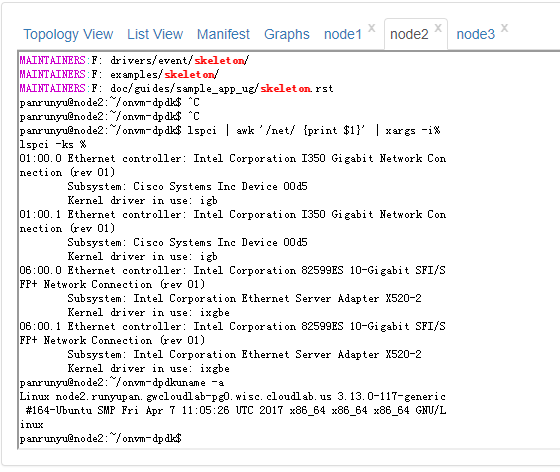 Topology View List View Manifest Graphs node1 x node2 x node3 x
MAINTAINERS:F: drivers/event/skeleton/
MAINTAINERS:F: examples/skeleton/
MAINTAINERS:F: doc/guides/sample_app_ug/skeleton.rst
panrunyu@node2:~/onvm-dpdk$ ^C
panrunyu@node2:~/onvm-dpdk$ ^C
panrunyu@node2:~/onvm-dpdk$ lspci | awk '/net/ {print $1}' | xargs -i%
lspci -ks %
01:00.0 Ethernet controller: Intel Corporation I350 Gigabit Network Con
nection (rev 01)
Subsystem: Cisco Systems Inc Device 00d5
Kernel driver in use: igb
01:00.1 Ethernet controller: Intel Corporation I350 Gigabit Network Con
nection (rev 01)
Subsystem: Cisco Systems Inc Device 00d5
Kernel driver in use: igb
06:00.0 Ethernet controller: Intel Corporation 82599ES 10-Gigabit SFI/S
FP+ Network Connection (rev 01)
Subsystem: Intel Corporation Ethernet Server Adapter X520-2
Kernel driver in use: ixgbe
06:00.1 Ethernet controller: Intel Corporation 82599ES 10-Gigabit SFI/S
FP+ Network Connection (rev 01)
Subsystem: Intel Corporation Ethernet Server Adapter X520-2
Kernel driver in use: ixgbe
panrunyu@node2:~/onvm-dpdkuname -a
Linux node2.runyupan.gwcloudlab-pg0.wisc.cloudlab.us 3.13.0-117-generic
#164-Ubuntu SMP Fri Apr 7 11:05:26 UTC 2017 x86_64 x86_64 x86_64 GNU/L
inux
panrunyu@node2:~/onvm-dpdk$